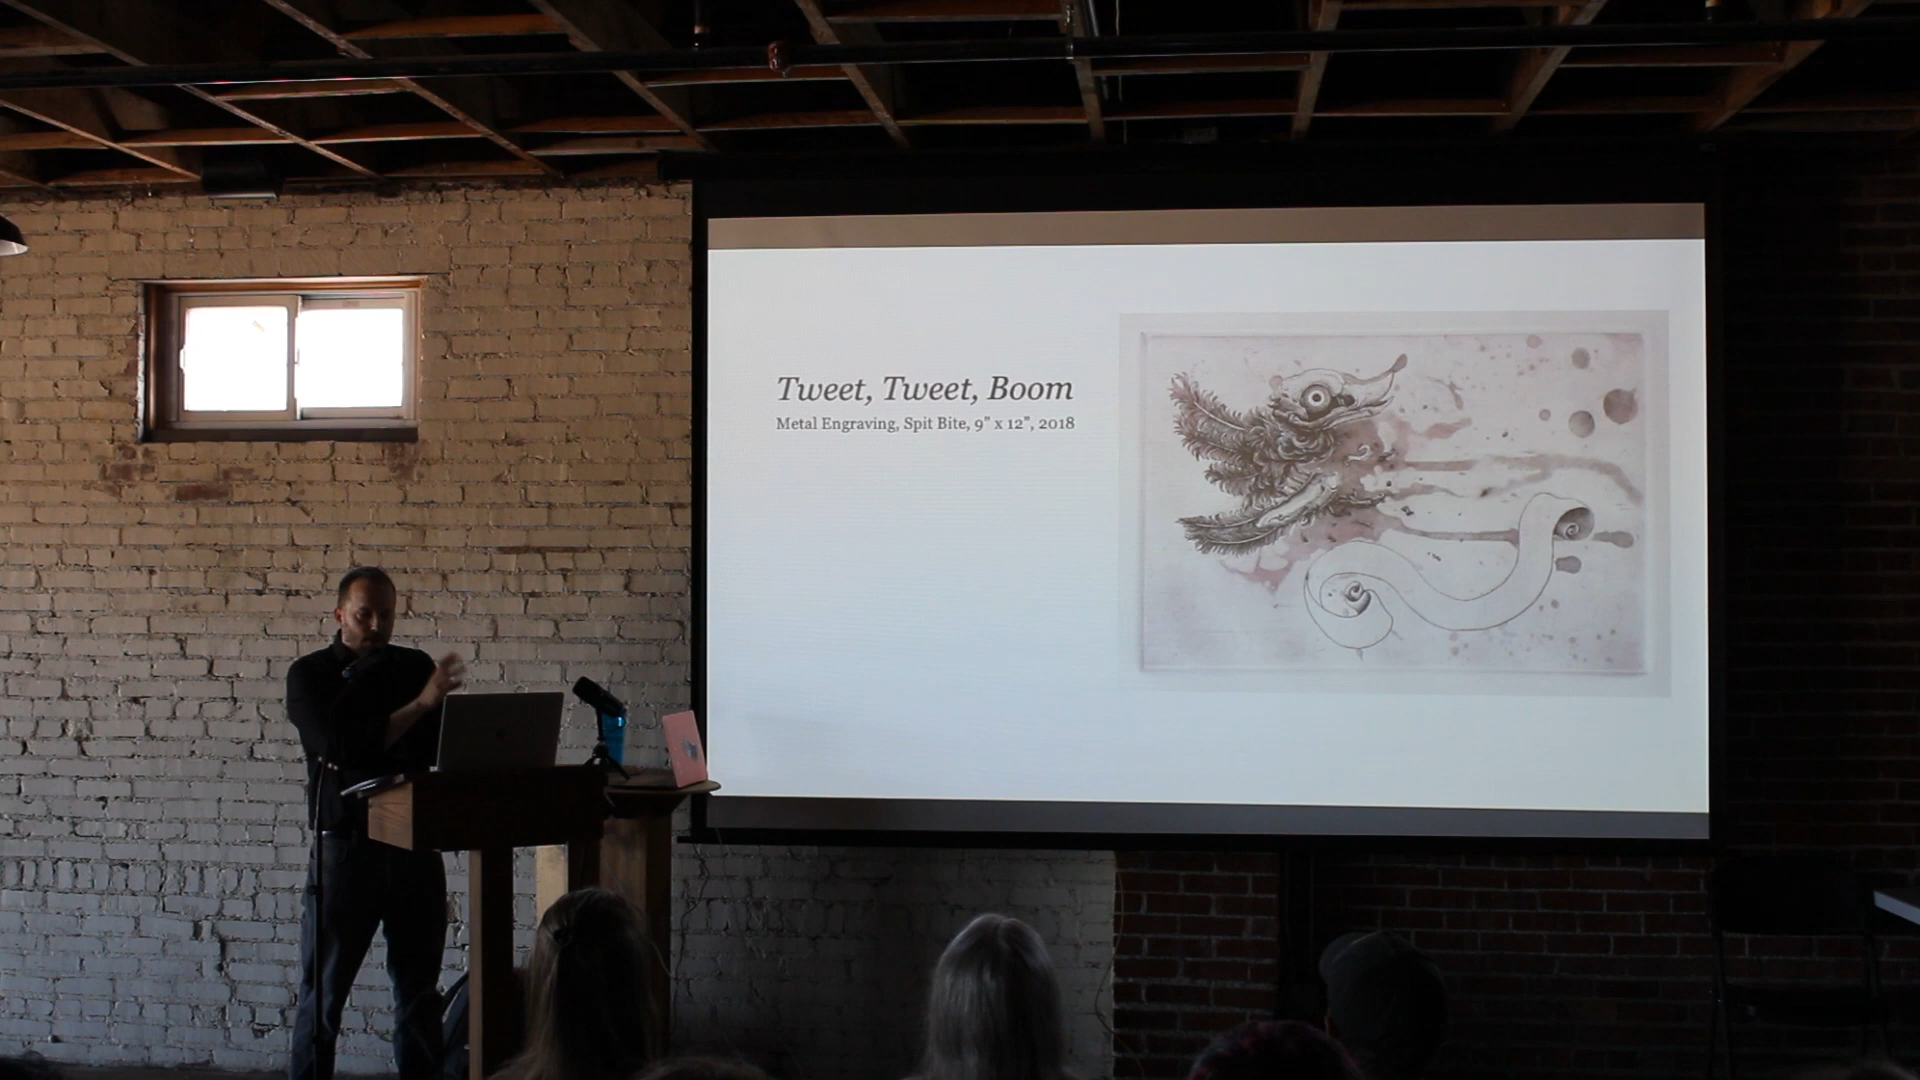 Tweet, Tweet, Boom
Metal Engraving, Spit Bite, 9" x 12", 2018